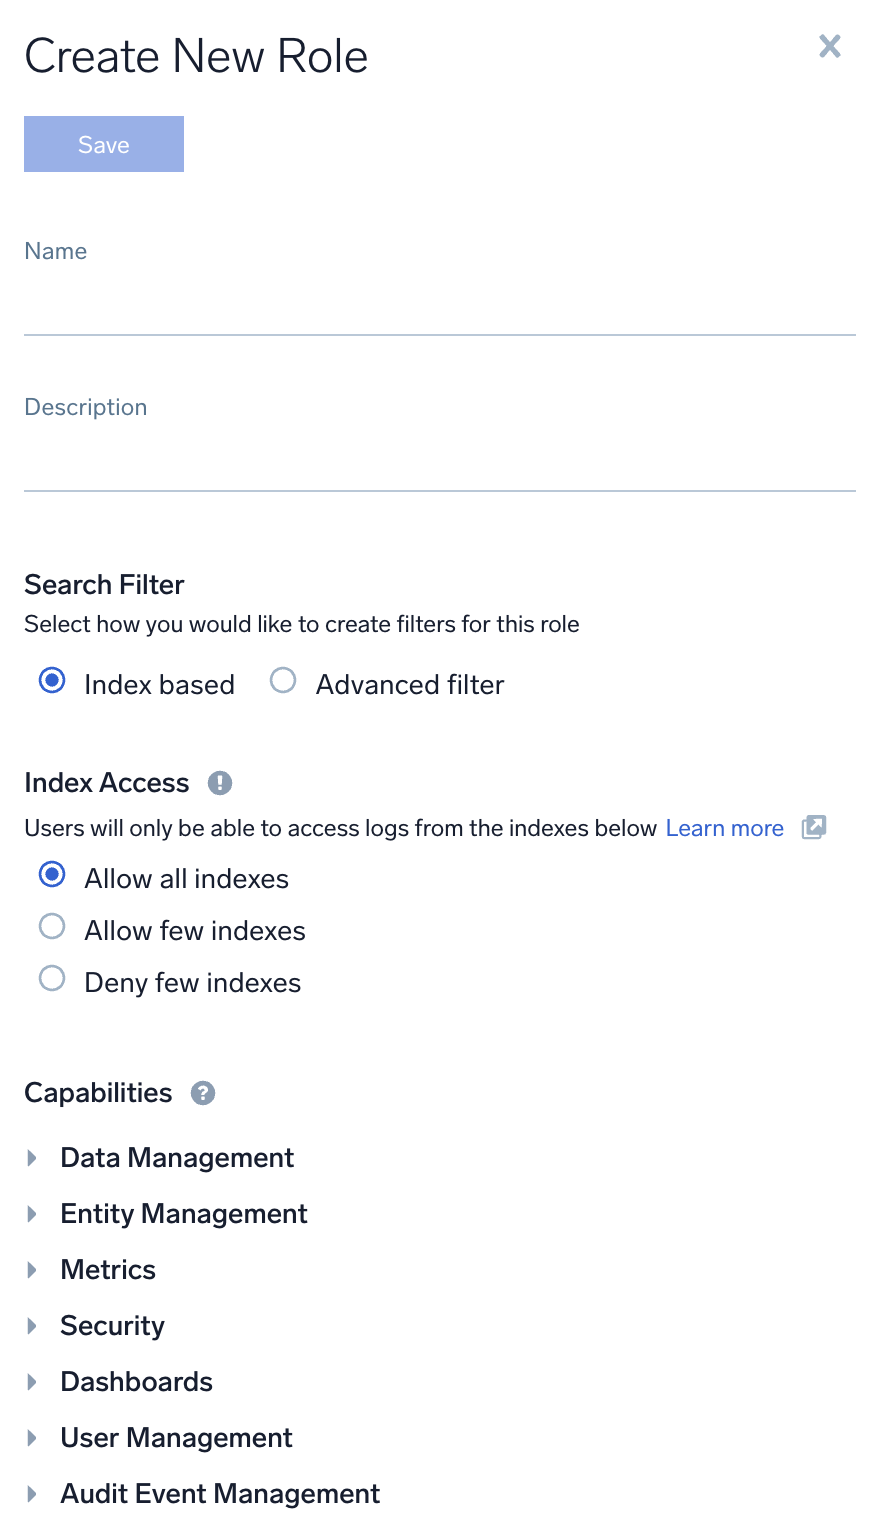 Create New Role
Save
Name
Description
Search Filter
Select how you would like to create filters for this role
Index based Advanced filter
Index Access
Users will only be able to access logs from the indexes below Learn more
Allow all indexes
Allow few indexes
Deny few indexes
Capabilities
Data Management
Entity Management
Metrics
Security
Dashboards
User Management
Audit Event Management